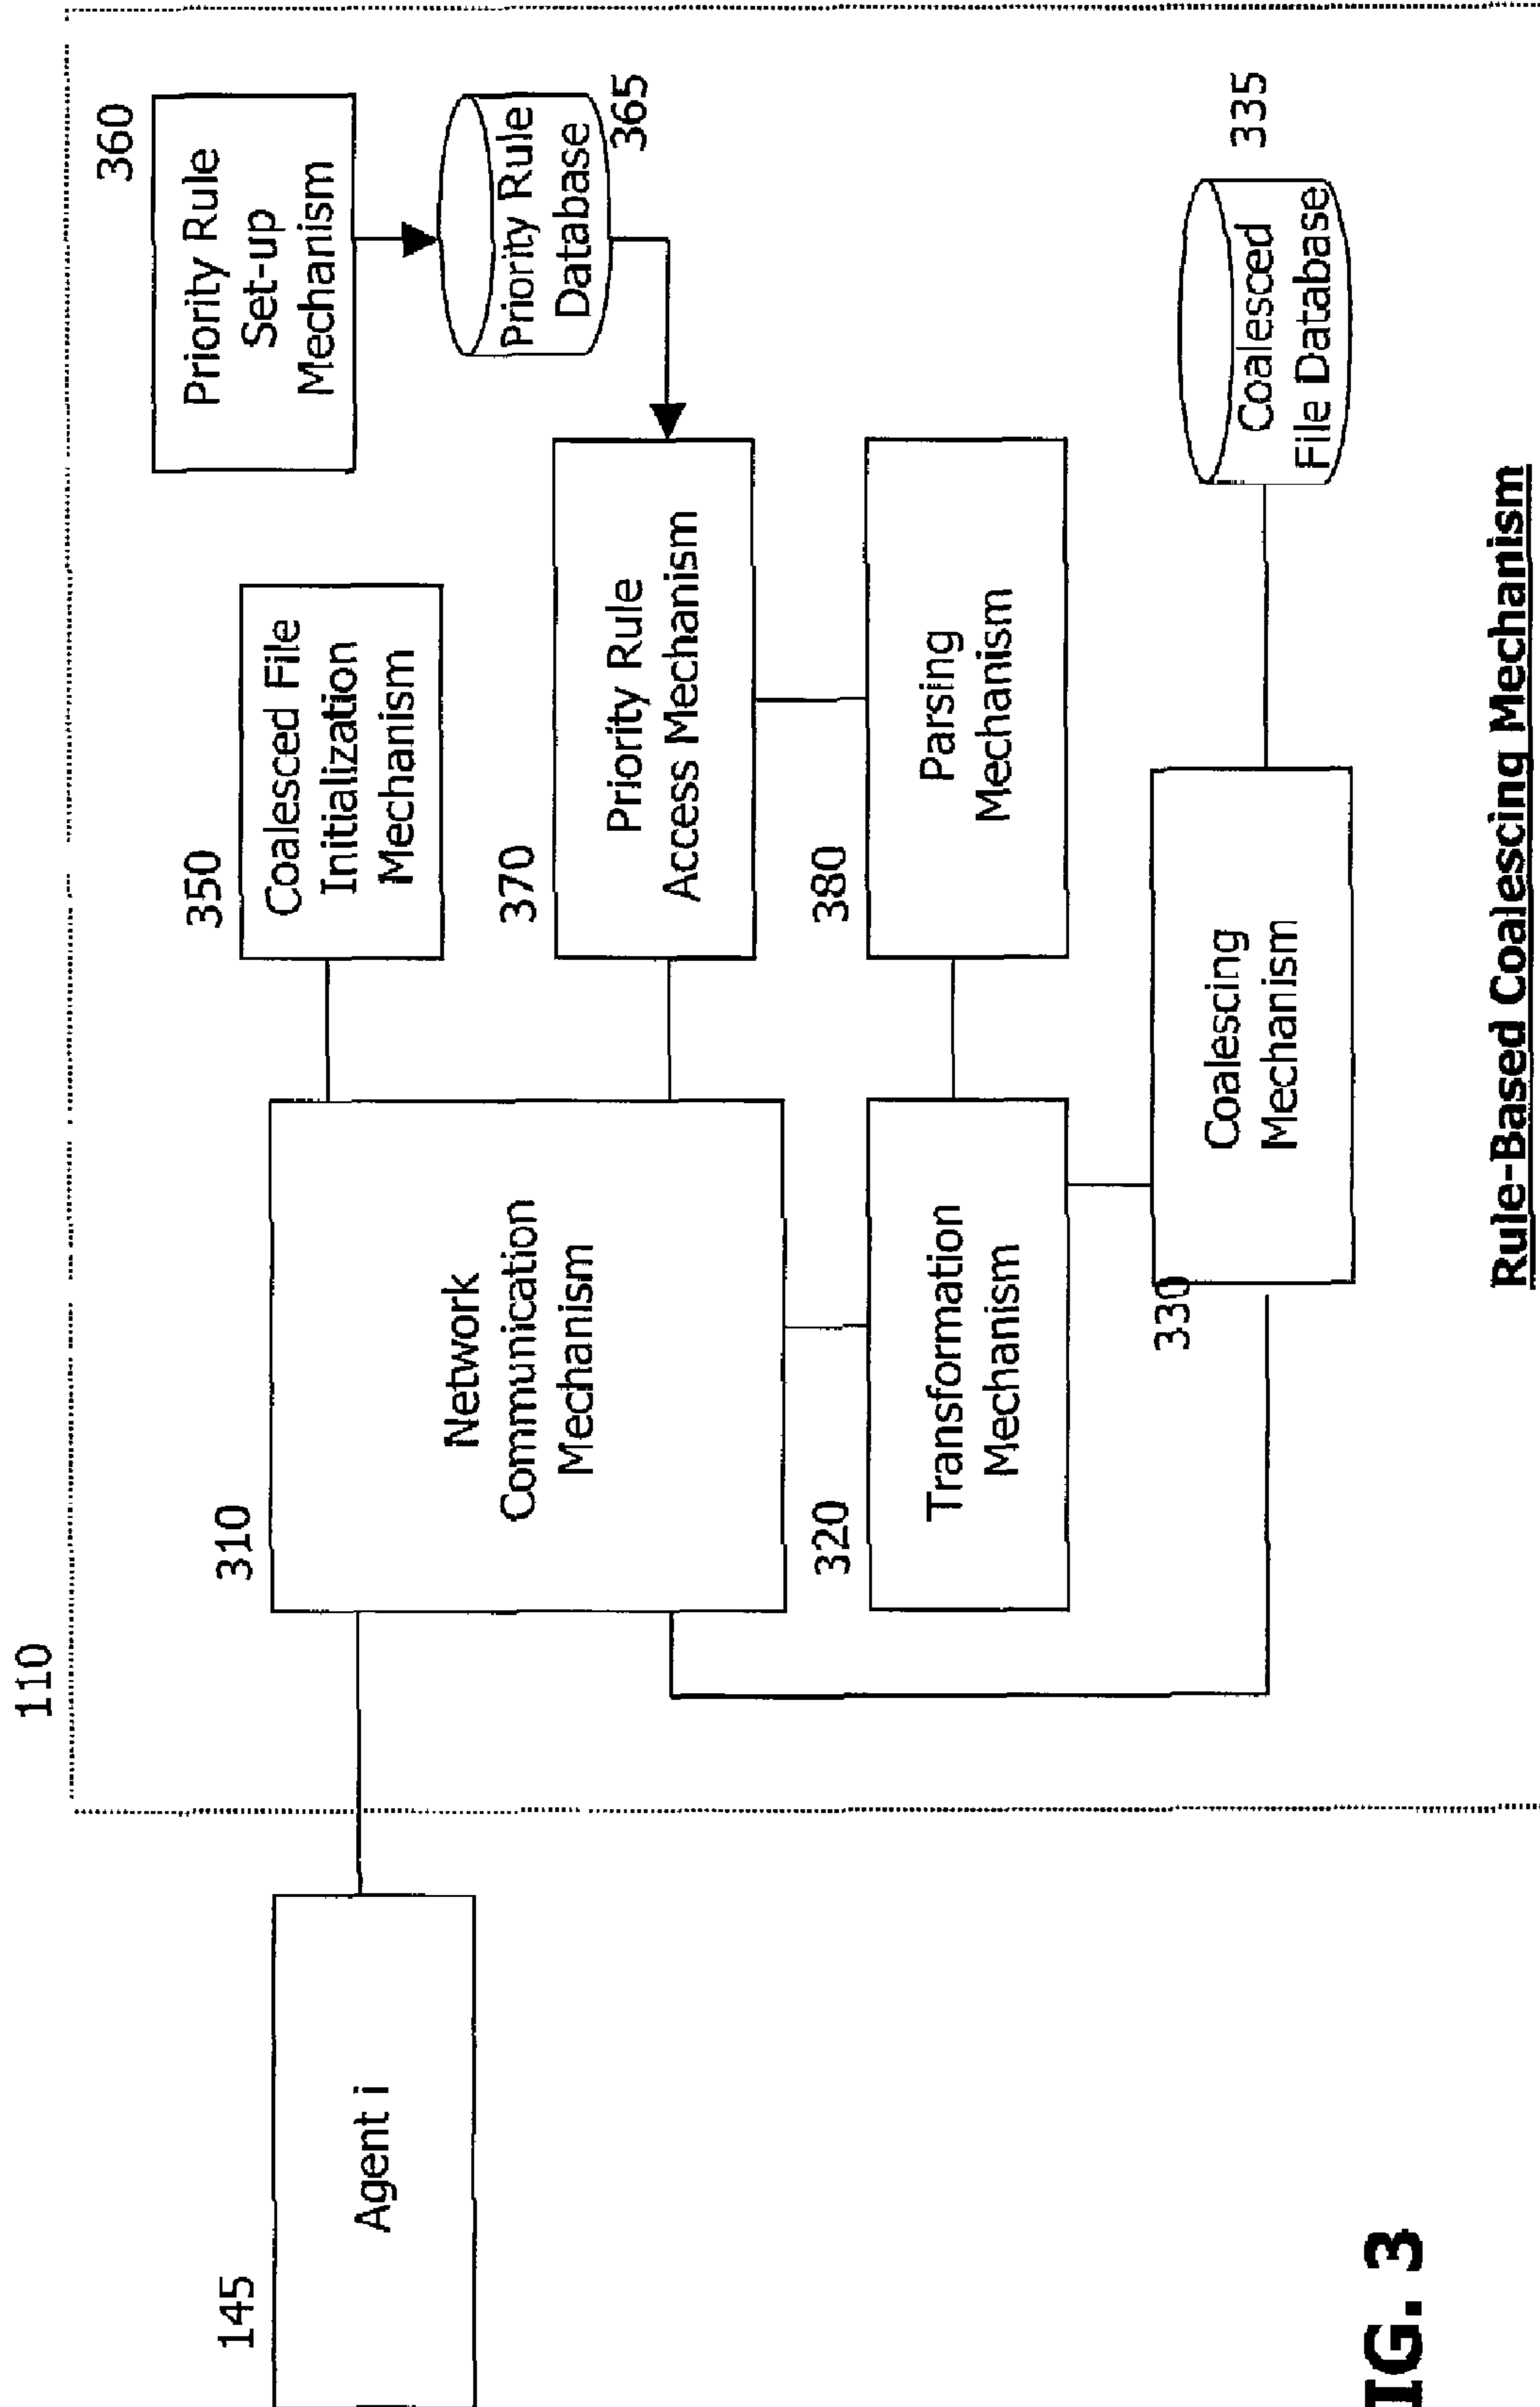 110
360
Priority Rule
Set-up
Mechanism
350
Coalesced File
Initialization
Mechanism
310
Network
Communication
Mechanism
145
Agent i
Priority Rule
Database
365
370
Priority Rule
Access Mechanism
380
Parsing
Mechanism
320
Transformation
Mechanism
330
Coalescing
Mechanism
335
Coalesced
File Database
IG. 3
Rule-Based Coalescing Mechanism